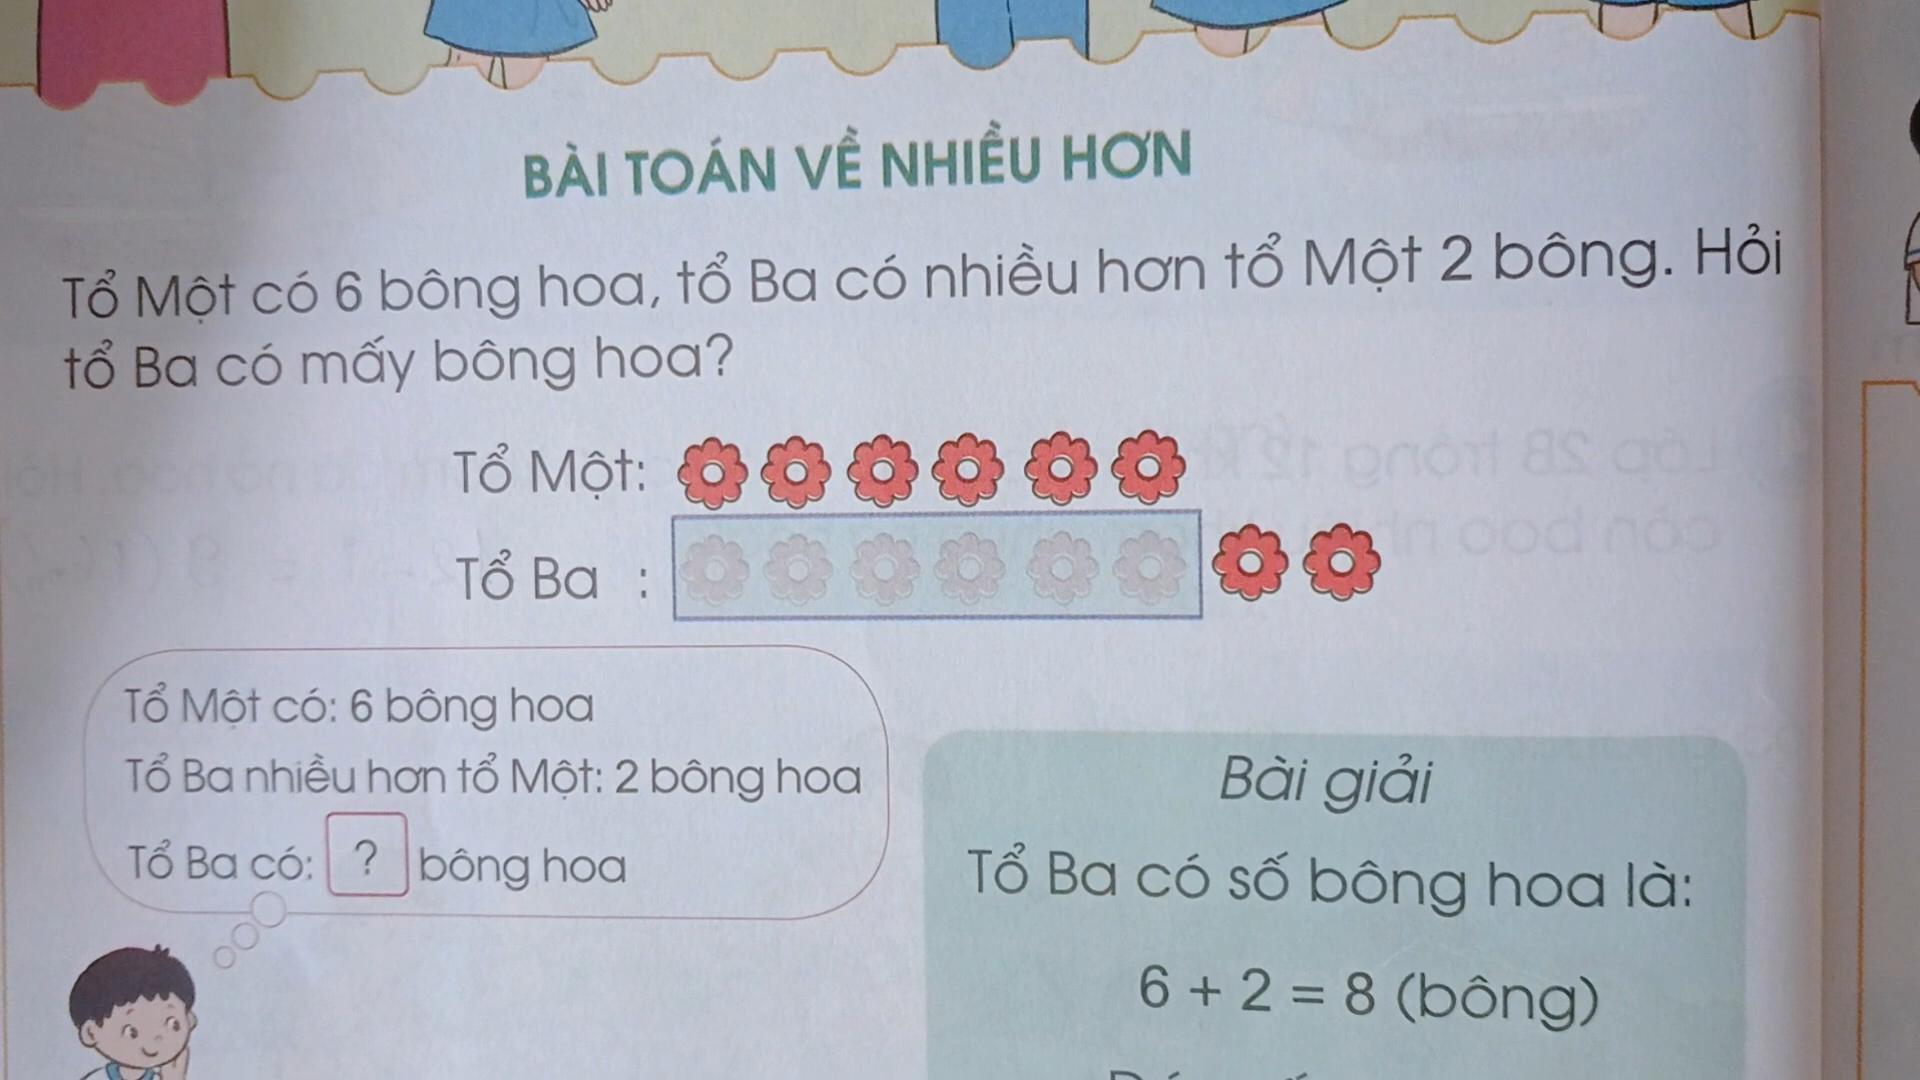 BÀI TOÁN VỀ NHIỀU HƠN
Tổ Một có 6 bông hoa, tổ Ba có nhiều hơn tổ Một 2 bông. Hỏi
tổ Ba có mấy bông hoa?
Tổ Một:
Tổ Ba :
Tổ Một có: 6 bông hoa
Tổ Ba nhiều hơn tổ Một: 2 bông hoa
Tổ Ba có: ? bông hoa
Bài giải
Tổ Ba có số bông hoa là:
6 + 2 = 8 (bông)